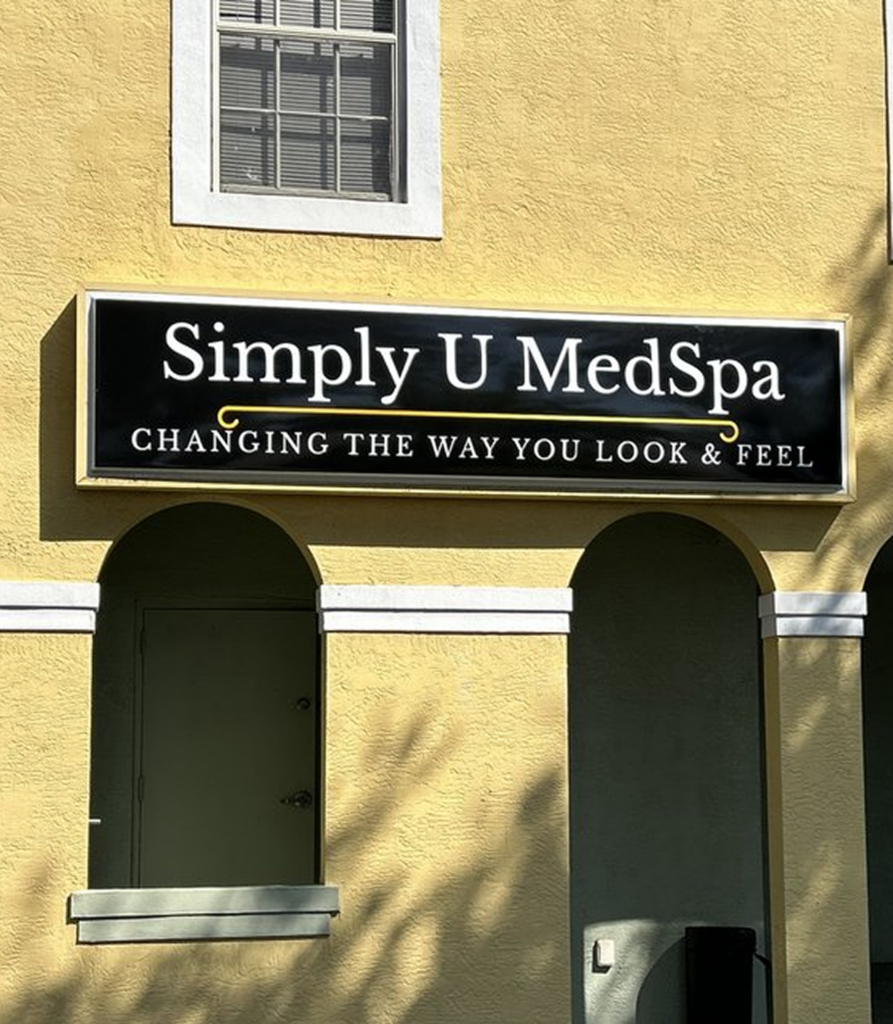 Simply U MedSpa
CHANGING THE WAY YOU LOOK & FEEL